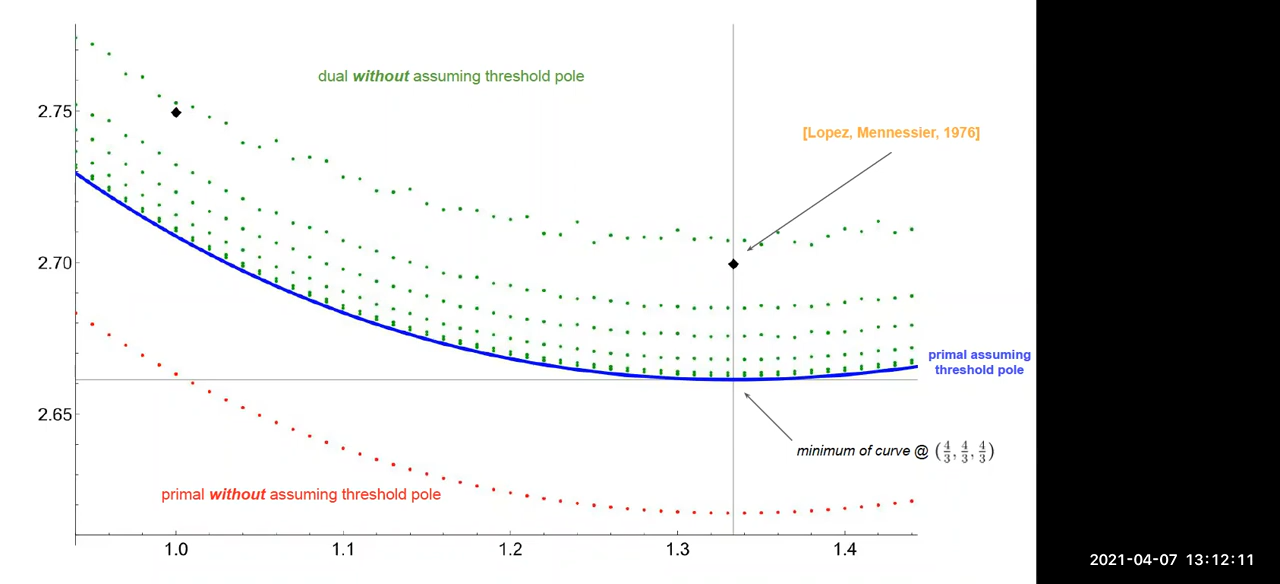 dual without assuming threshold pole
2.75
[Lopez, Mennessier, 1976]
2.70
primal assuming
threshold pole
2.65
minimum of curve @ (4/3, 4/3, 4/3)
primal without assuming threshold pole
1.0 1.1 1.2 1.3 1.4
2021-04-07 13:12:11